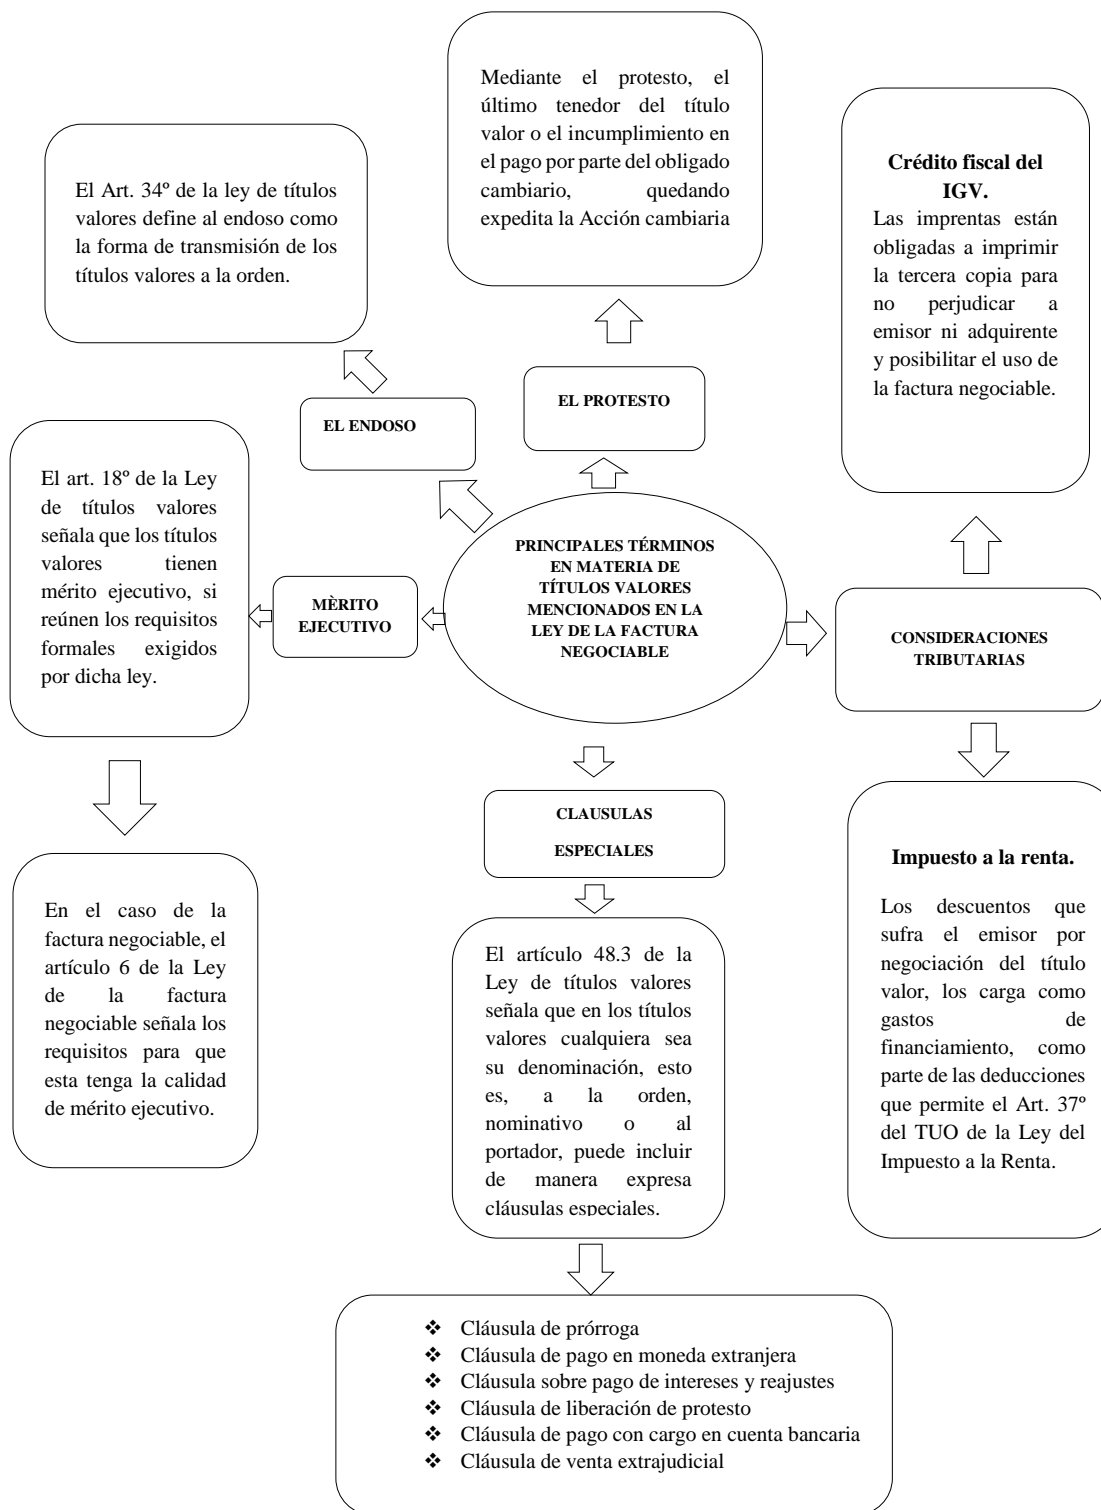 Mediante el protesto, el
último tenedor del título
valor o el incumplimiento en
el pago por parte del obligado
cambiario, quedando
expedita la Acción cambiaria
El Art. 34º de la ley de títulos
valores define al endoso como
la forma de transmisión de los
títulos valores a la orden.
Crédito fiscal del
IGV.
Las imprentas están
obligadas a imprimir
la tercera copia para
no perjudicar a
emisor ni adquirente
y posibilitar el uso de
la factura negociable.
EL PROTESTO
EL ENDOSO
El art. 18º de la Ley
de títulos valores
señala que los títulos
valores tienen
mérito ejecutivo, si
reúnen los requisitos
formales exigidos
por dicha ley.
MÈRITO
EJECUTIVO
PRINCIPALES TÉRMINOS
EN MATERIA DE
TÍTULOS VALORES
MENCIONADOS EN LA
LEY DE LA FACTURA
NEGOCIABLE
CONSIDERACIONES
TRIBUTARIAS
CLAUSULAS
ESPECIALES
En el caso de la
factura negociable, el
artículo 6 de la Ley
de la factura
negociable señala los
requisitos para que
esta tenga la calidad
de mérito ejecutivo.
El artículo 48.3 de la
Ley de títulos valores
señala que en los títulos
valores cualquiera sea
su denominación, esto
es, a la orden,
nominativo o al
portador, puede incluir
de manera expresa
cláusulas especiales.
Impuesto a la renta.
Los descuentos que
sufra el emisor por
negociación del título
valor, los carga como
gastos de
financiamiento, como
parte de las deducciones
que permite el Art. 37º
del TUO de la Ley del
Impuesto a la Renta.
❖ Cláusula de prórroga
❖ Cláusula de pago en moneda extranjera
❖ Cláusula sobre pago de intereses y reajustes
❖ Cláusula de liberación de protesto
❖ Cláusula de pago con cargo en cuenta bancaria
❖ Cláusula de venta extrajudicial